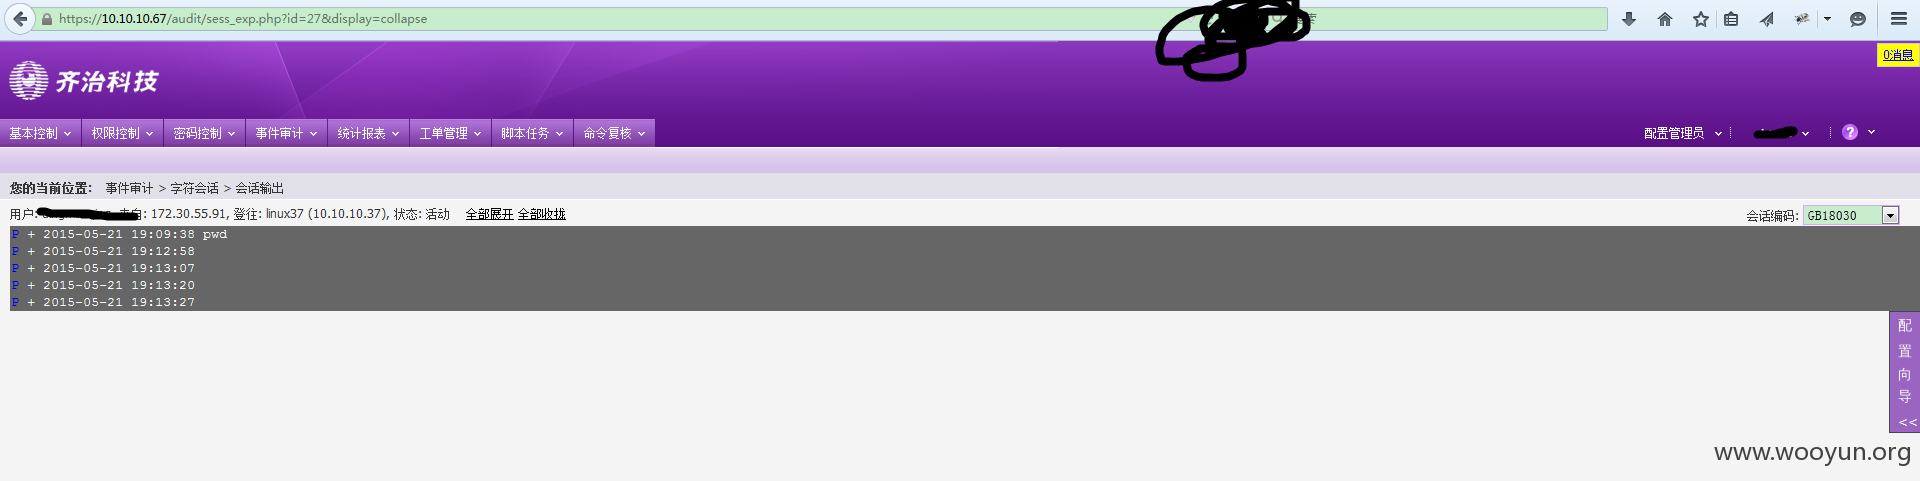 https://10.10.10.67/audit/sess_exp.php?id=27&display=collapse
0消息
齐治科技
基本控制 权限控制 密码控制 事件审计 统计报表 工单管理 脚本任务 命令复核 配置管理员 ?
您的当前位置: 事件审计 > 字符会话 > 会话输出
用户: 来自: 172.30.55.91, 登往: linux37 (10.10.10.37), 状态: 活动 全部展开 全部收拢 会话编码: GB18030
P + 2015-05-21 19:09:38 pwd
P + 2015-05-21 19:12:58
P + 2015-05-21 19:13:07
P + 2015-05-21 19:13:20
P + 2015-05-21 19:13:27
配
置
向
导
<<
www.wooyun.org